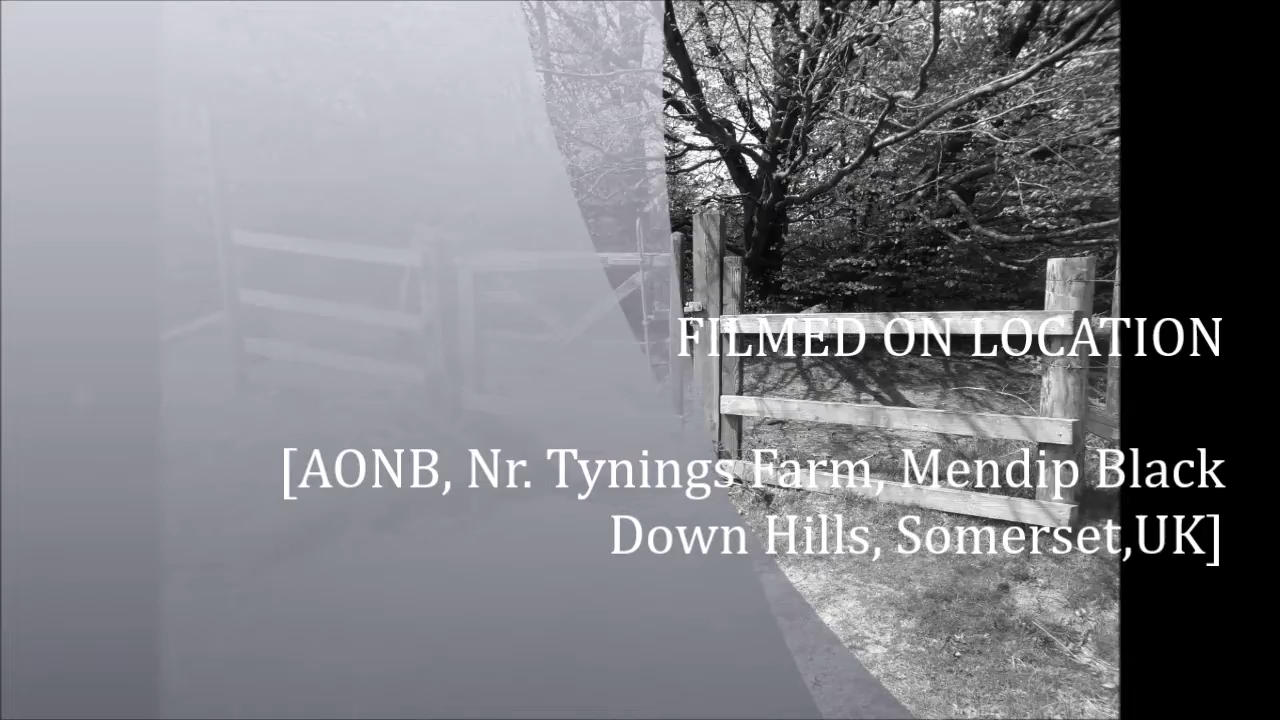 FILMED ON LOCATION
[AONB, Nr. Tynings Farm, Mendip Black
Down Hills, Somerset,UK]